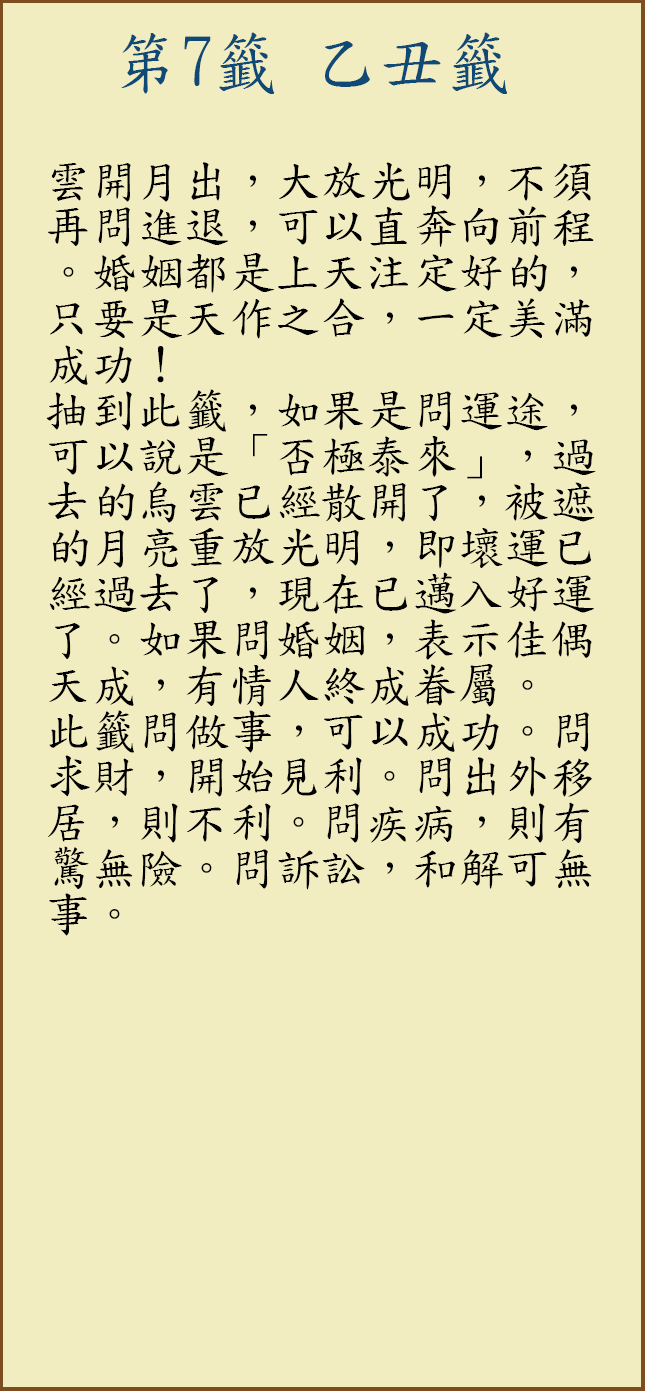 第7籤 乙丑籤
雲開月出，大放光明，不須
再問進退，可以直奔向前程
。婚姻都是上天注定好的，
只要是天作之合，一定美滿
成功！
抽到此籤，如果是問運途，
可以說是「否極泰來」，過
去的烏雲已經散開了，被遮
的月亮重放光明，即壞運已
經過去了，現在已邁入好運
了。如果問婚姻，表示佳偶
天成，有情人終成眷屬。
此籤問做事，可以成功。問
求財，開始見利。問出外移
居，則不利。問疾病，則有
驚無險。問訴訟，和解可無
事。